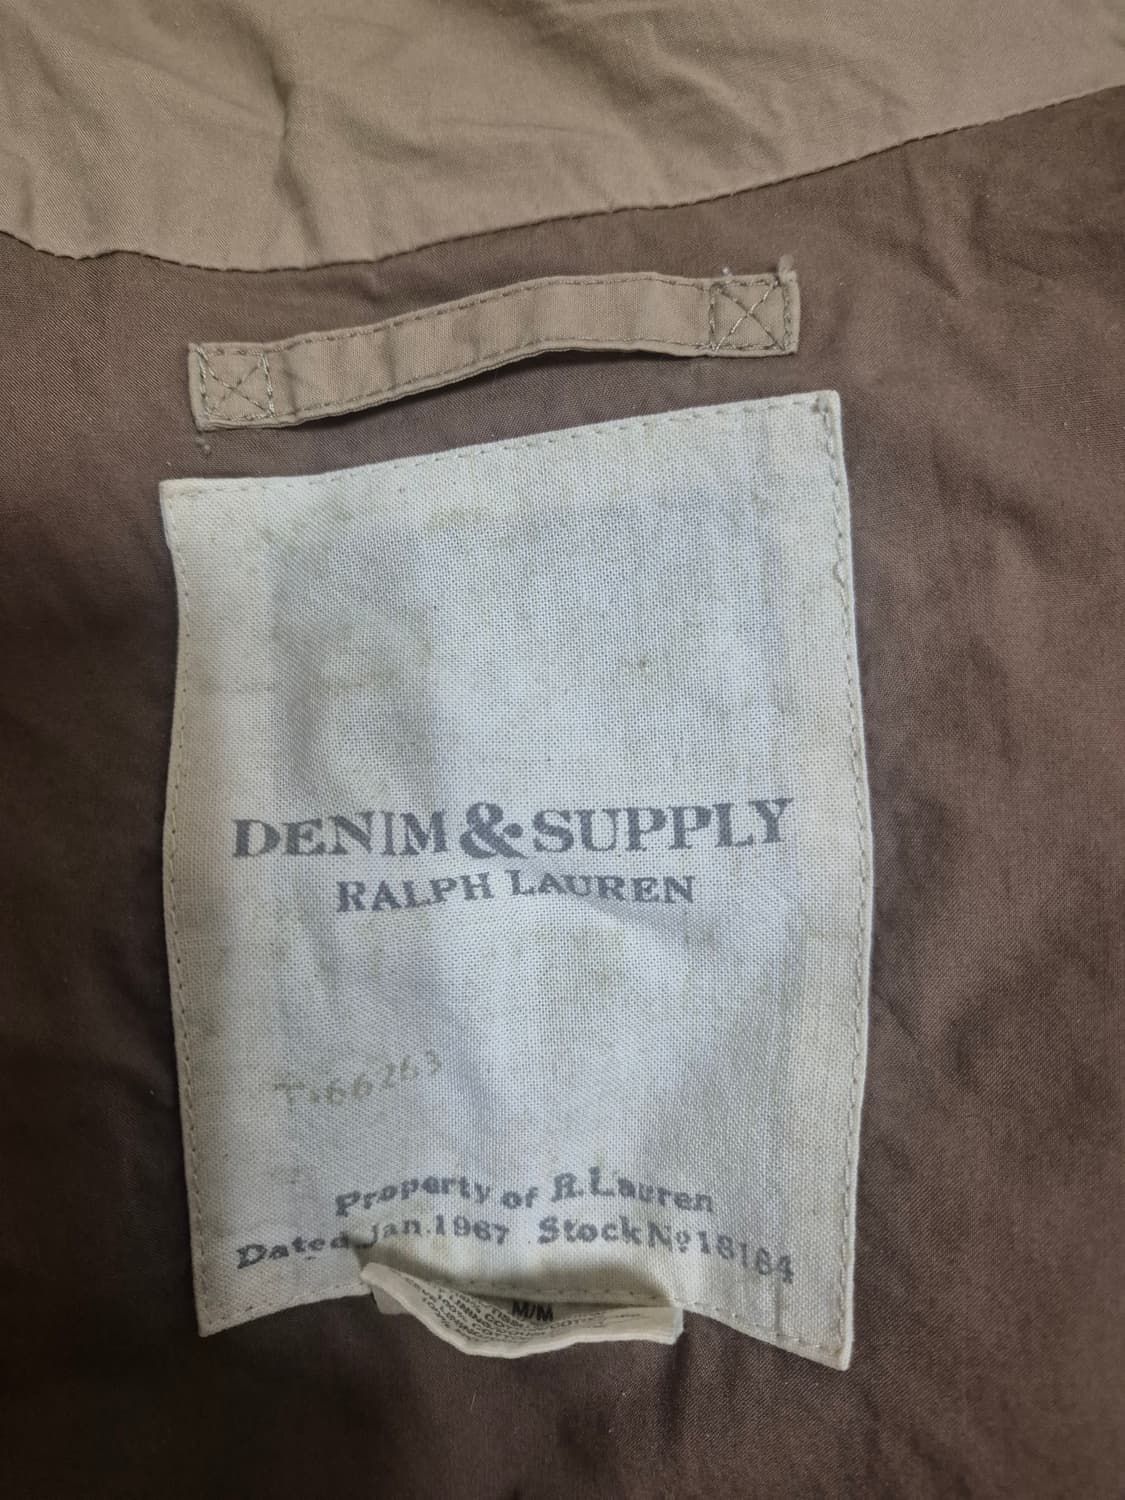 DENIM & SUPPLY
RALPH LAUREN
T.66263
Property of R. Lauren
Dated Jan. 1967 Stock No 18184
M/M